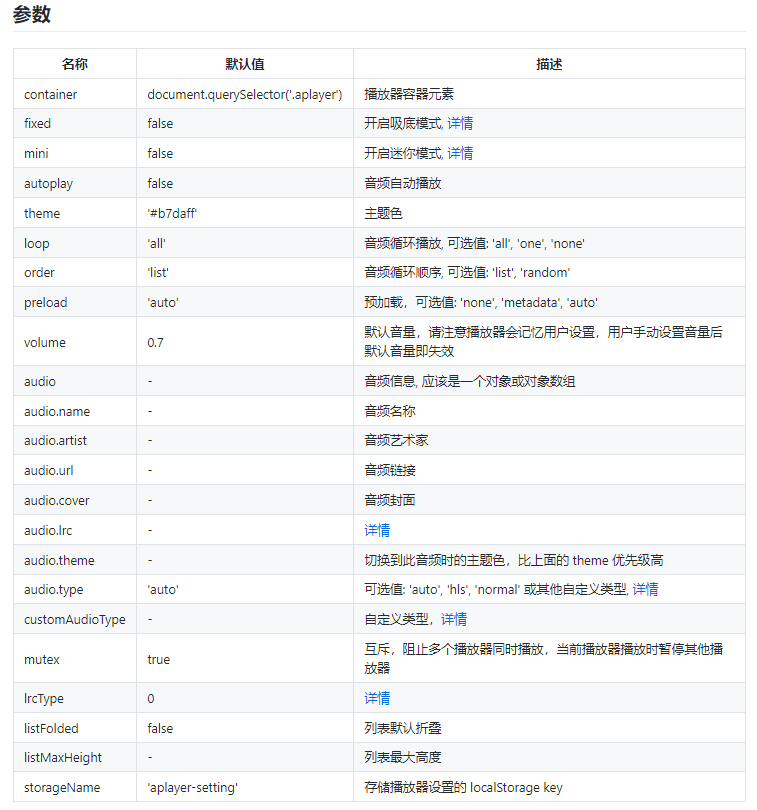 参数
名称 默认值 描述
container document.querySelector('.aplayer') 播放器容器元素
fixed false 开启吸底模式, 详情
mini false 开启迷你模式, 详情
autoplay false 音频自动播放
theme '#b7daff' 主题色
loop 'all' 音频循环播放, 可选值: 'all', 'one', 'none'
order 'list' 音频循环顺序, 可选值: 'list', 'random'
preload 'auto' 预加载，可选值: 'none', 'metadata', 'auto'
volume 0.7 默认音量，请注意播放器会记忆用户设置，用户手动设置音量后
默认音量即失效
audio - 音频信息, 应该是一个对象或对象数组
audio.name - 音频名称
audio.artist - 音频艺术家
audio.url - 音频链接
audio.cover - 音频封面
audio.lrc - 详情
audio.theme - 切换到此音频时的主题色，比上面的 theme 优先级高
audio.type 'auto' 可选值: 'auto', 'hls', 'normal' 或其他自定义类型, 详情
customAudioType - 自定义类型，详情
mutex true 互斥，阻止多个播放器同时播放，当前播放器播放时暂停其他播
放器
lrcType 0 详情
listFolded false 列表默认折叠
listMaxHeight - 列表最大高度
storageName 'aplayer-setting' 存储播放器设置的 localStorage key